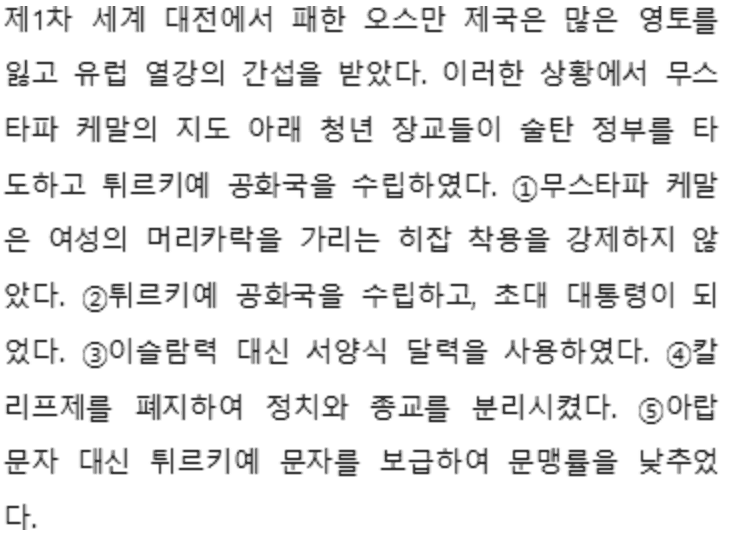 제1차 세계 대전에서 패한 오스만 제국은 많은 영토를
잃고 유럽 열강의 간섭을 받았다. 이러한 상황에서 무스
타파 케말의 지도 아래 청년 장교들이 술탄 정부를 타
도하고 튀르키예 공화국을 수립하였다. ①무스타파 케말
은 여성의 머리카락을 가리는 히잡 착용을 강제하지 않
았다. ②튀르키예 공화국을 수립하고, 초대 대통령이 되
었다. ③이슬람력 대신 서양식 달력을 사용하였다. ④칼
리프제를 폐지하여 정치와 종교를 분리시켰다. ⑤아랍
문자 대신 튀르키예 문자를 보급하여 문맹률을 낮추었
다.